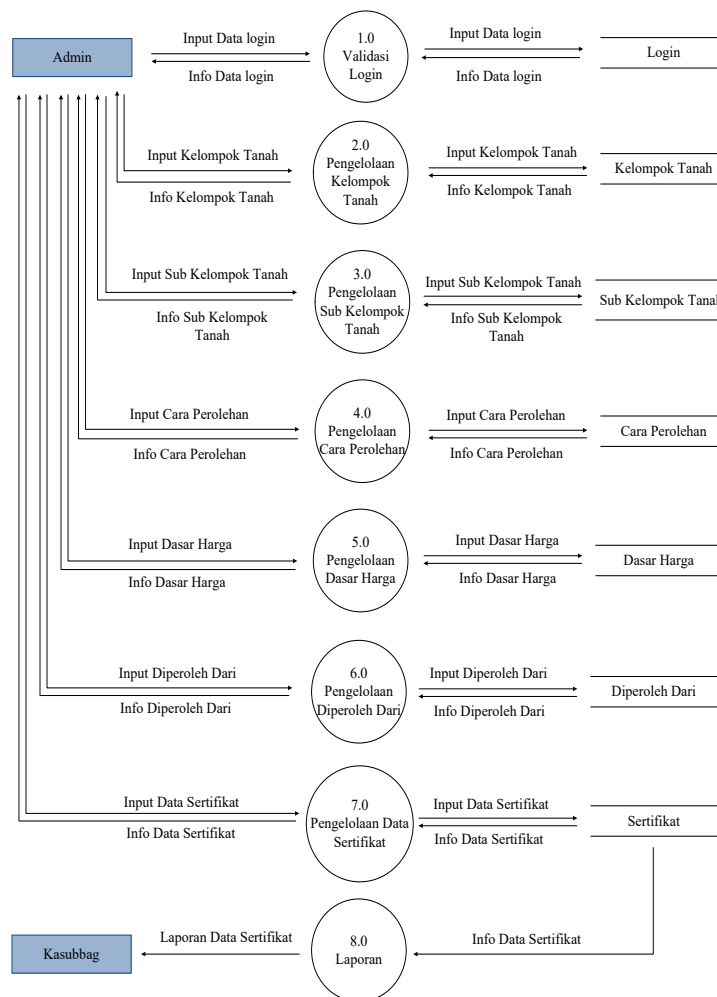 Admin
Input Data login
Info Data login
1.0
Validasi
Login
Input Data login
Info Data login
Login
Input Kelompok Tanah
Info Kelompok Tanah
2.0
Pengelolaan
Kelompok
Tanah
Input Kelompok Tanah
Info Kelompok Tanah
Kelompok Tanah
Input Sub Kelompok Tanah
Info Sub Kelompok
Tanah
3.0
Pengelolaan
Sub Kelompok
Tanah
Input Sub Kelompok Tanah
Info Sub Kelompok
Tanah
Sub Kelompok Tanah
Input Cara Perolehan
Info Cara Perolehan
4.0
Pengelolaan
Cara Perolehan
Input Cara Perolehan
Info Cara Perolehan
Cara Perolehan
Input Dasar Harga
Info Dasar Harga
5.0
Pengelolaan
Dasar Harga
Input Dasar Harga
Info Dasar Harga
Dasar Harga
Input Diperoleh Dari
Info Diperoleh Dari
6.0
Pengelolaan
Diperoleh Dari
Input Diperoleh Dari
Info Diperoleh Dari
Diperoleh Dari
Input Data Sertifikat
Info Data Sertifikat
7.0
Pengelolaan Data
Sertifikat
Input Data Sertifikat
Info Data Sertifikat
Sertifikat
Kasubbag
Laporan Data Sertifikat
8.0
Laporan
Info Data Sertifikat